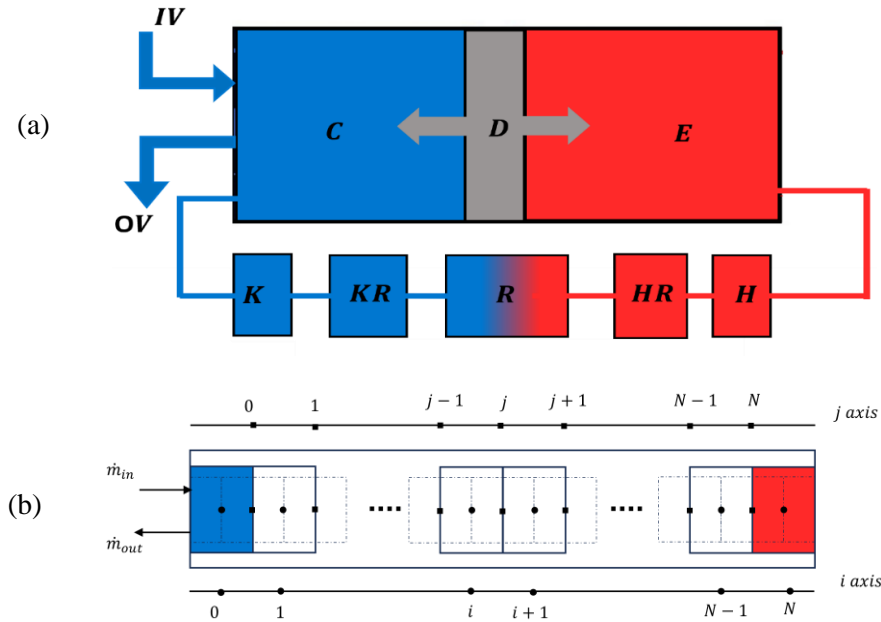 IV
(a)
C D E
OV
K KR R HR H
0 1 j − 1 j j + 1 N − 1 N j axis
ṁin
(b)
ṁout
0 1 i i + 1 N − 1 N i axis